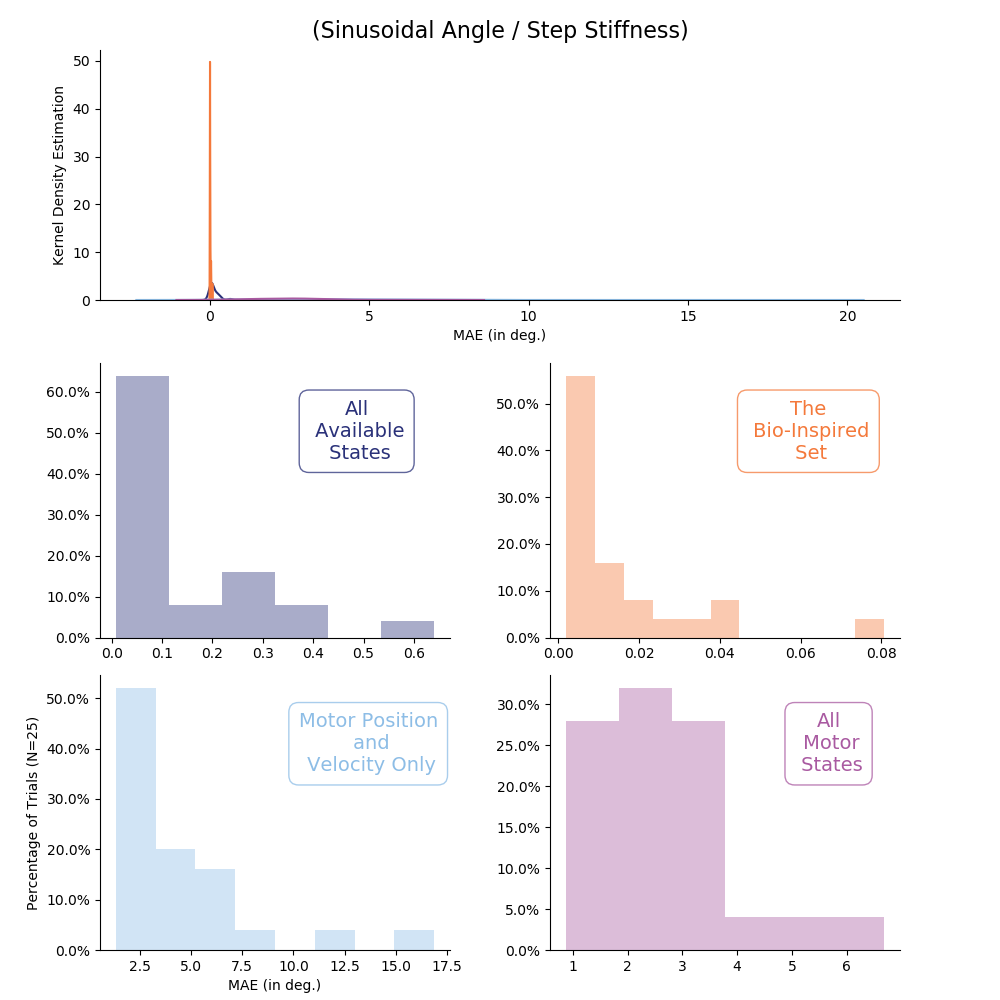 (Sinusoidal Angle / Step Stiffness)
50
40
30
20
10
0
Kernel Density Estimation
0 5 10 15 20
MAE (in deg.)
60.0%
50.0%
40.0%
30.0%
20.0%
10.0%
0.0%
All
Available
States
0.0 0.1 0.2 0.3 0.4 0.5 0.6
50.0%
40.0%
30.0%
20.0%
10.0%
0.0%
The
Bio-Inspired
Set
0.00 0.02 0.04 0.06 0.08
Percentage of Trials (N=25)
50.0%
40.0%
30.0%
20.0%
10.0%
0.0%
Motor Position
and
Velocity Only
2.5 5.0 7.5 10.0 12.5 15.0 17.5
MAE (in deg.)
30.0%
25.0%
20.0%
15.0%
10.0%
5.0%
0.0%
All
Motor
States
1 2 3 4 5 6